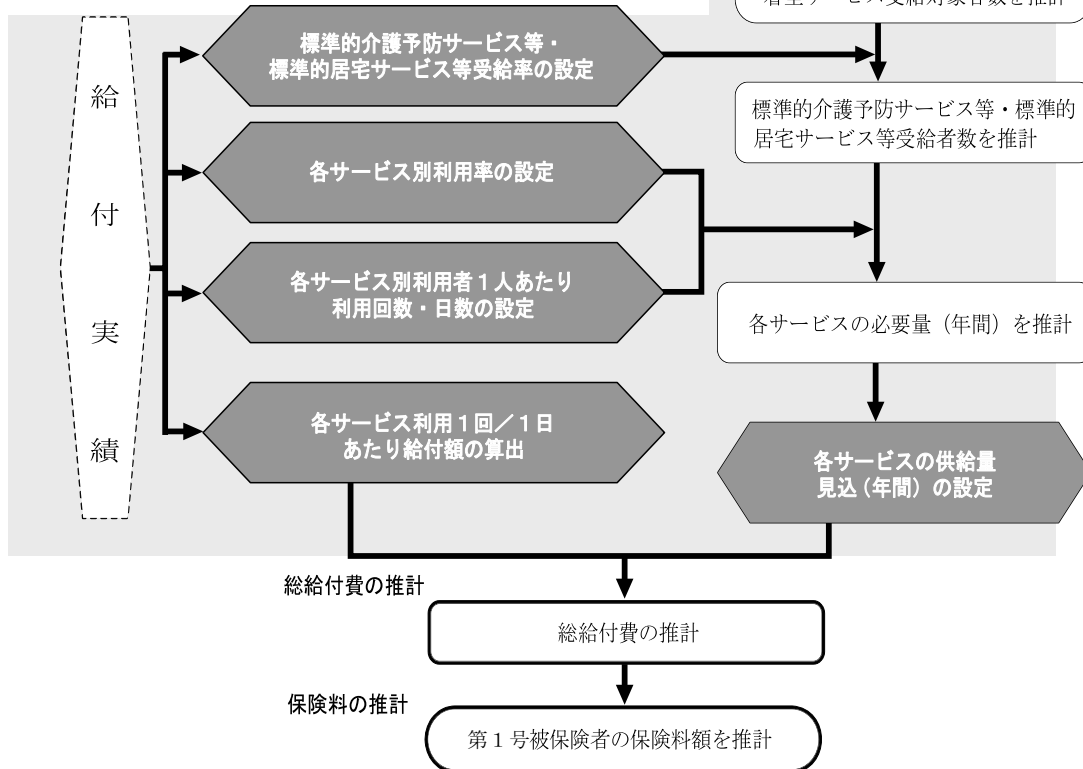 標準的介護予防サービス等・
標準的居宅サービス等受給率の設定
標準的介護予防サービス等・標準的
居宅サービス等受給者数を推計
給付実績
各サービス別利用率の設定
各サービス別利用者１人あたり
利用回数・日数の設定
各サービスの必要量（年間）を推計
各サービス利用１回／１日
あたり給付額の算出
各サービスの供給量
見込（年間）の設定
総給付費の推計
総給付費の推計
保険料の推計
第１号被保険者の保険料額を推計